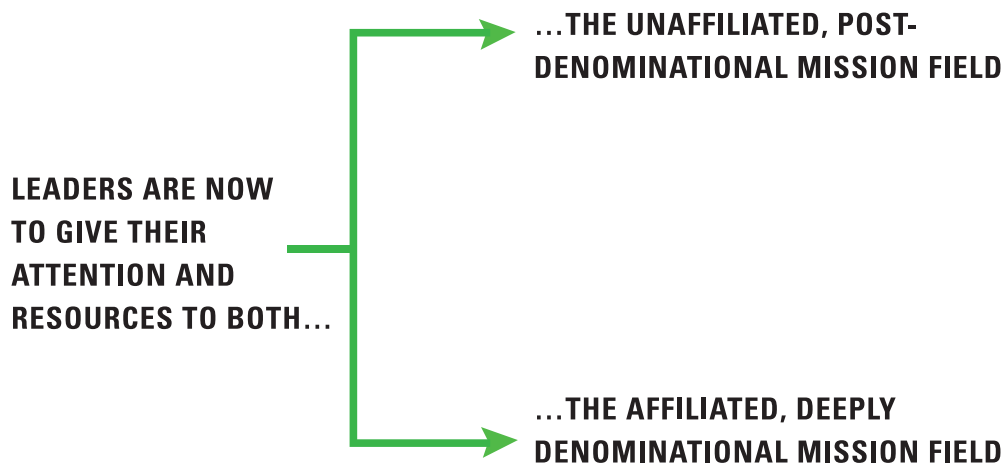 ...THE UNAFFILIATED, POST-
DENOMINATIONAL MISSION FIELD
LEADERS ARE NOW
TO GIVE THEIR
ATTENTION AND
RESOURCES TO BOTH...
...THE AFFILIATED, DEEPLY
DENOMINATIONAL MISSION FIELD